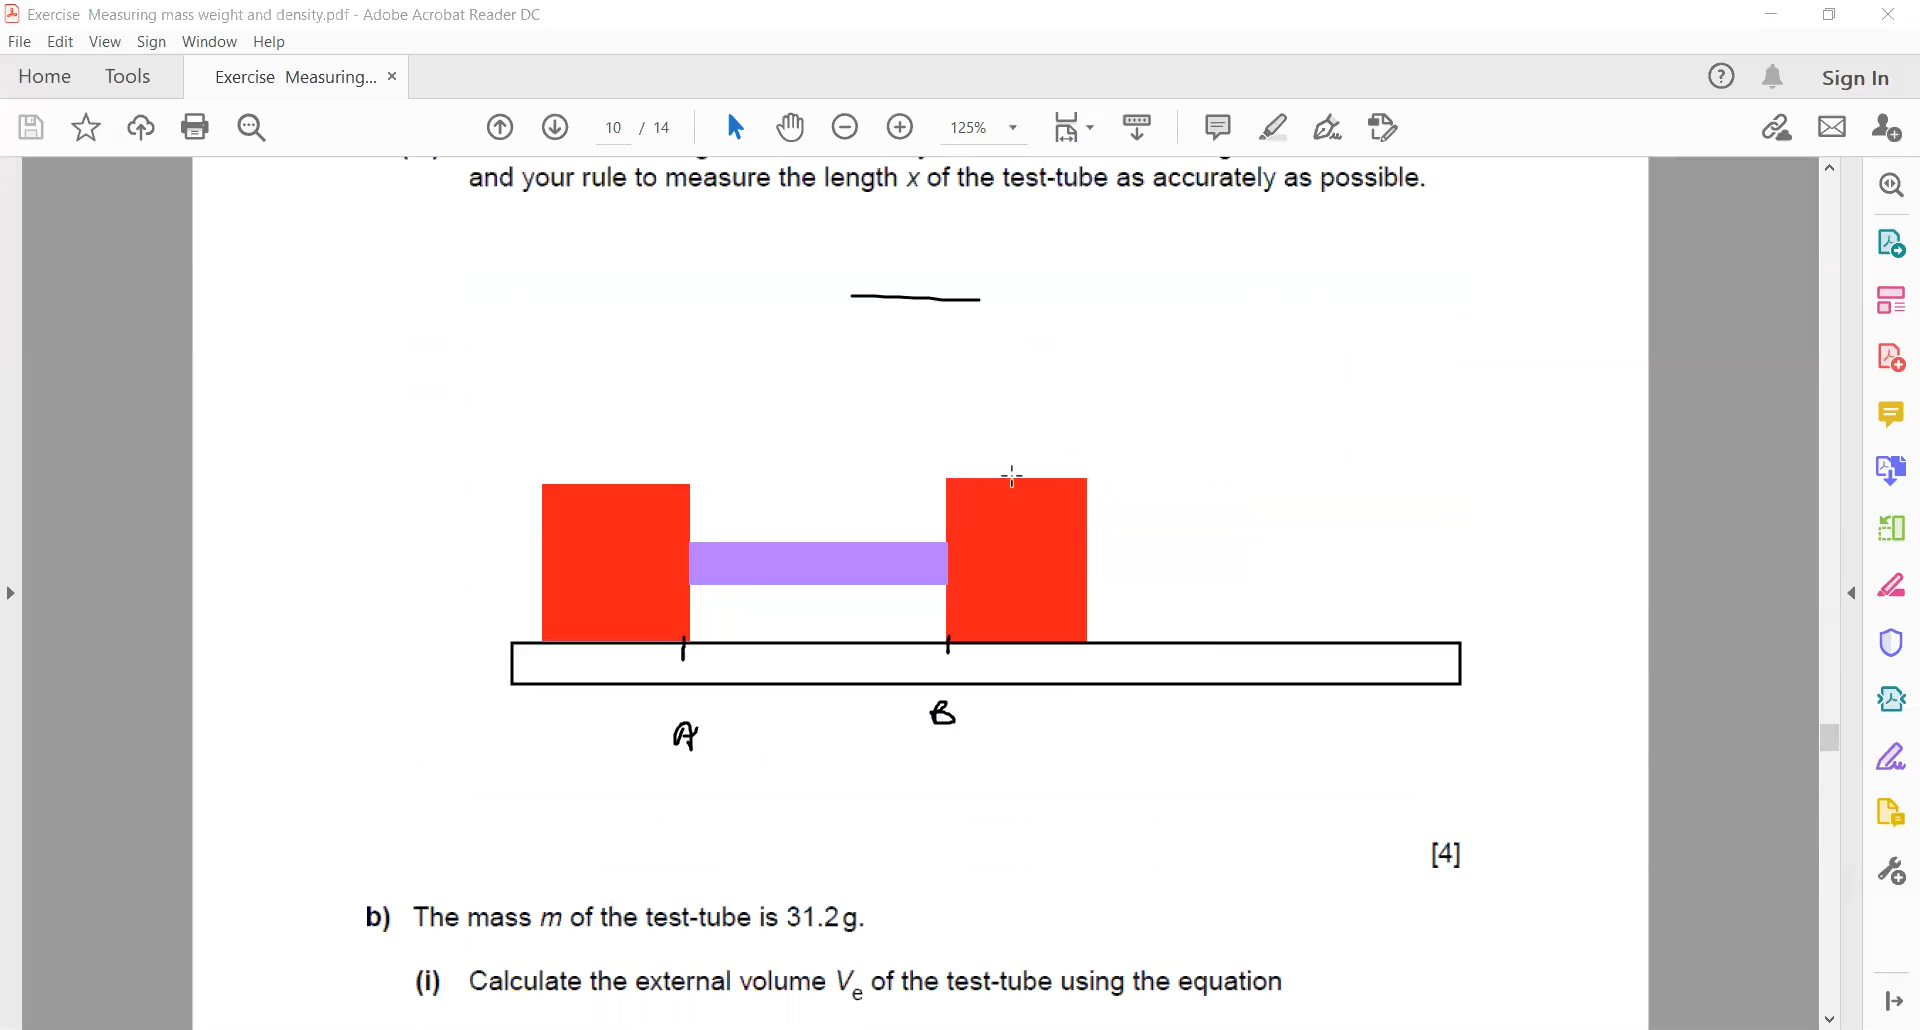 Exercise Measuring mass weight and density.pdf - Adobe Acrobat Reader DC
File Edit View Sign Window Help
Home Tools Exercise Measuring... × Sign In
10 / 14 125%
and your rule to measure the length x of the test-tube as accurately as possible.
A
B
[4]
b) The mass m of the test-tube is 31.2 g.
(i) Calculate the external volume Ve of the test-tube using the equation